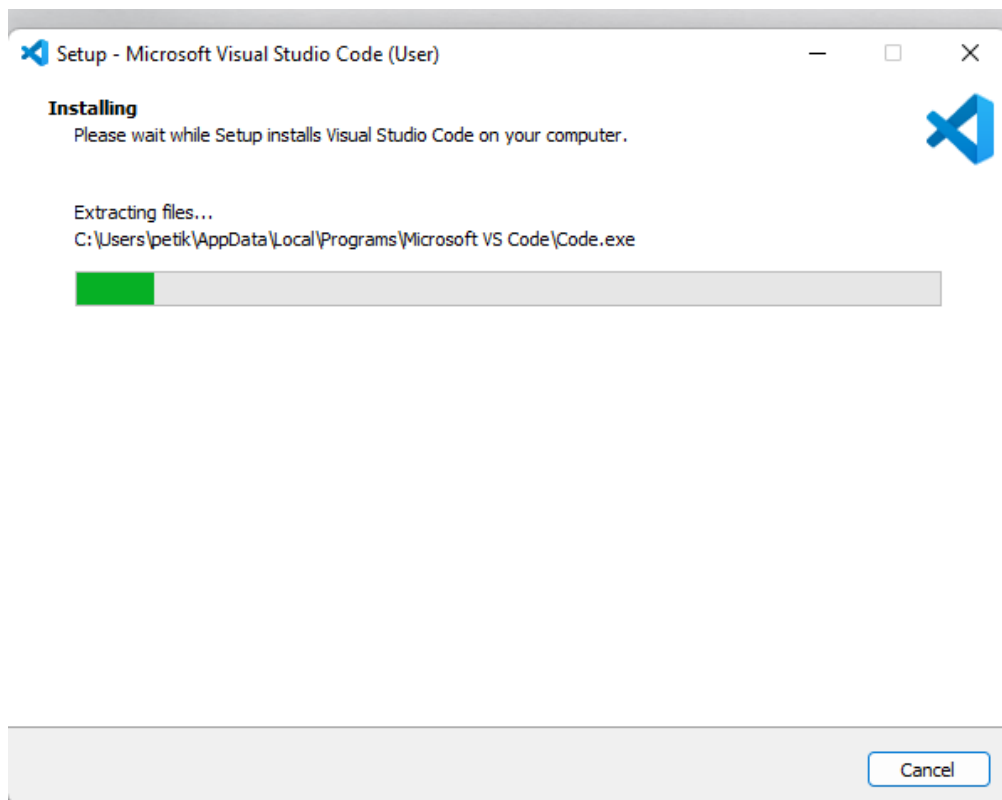 Setup - Microsoft Visual Studio Code (User)
Installing
Please wait while Setup installs Visual Studio Code on your computer.
Extracting files...
C:\Users\petik\AppData\Local\Programs\Microsoft VS Code\Code.exe
Cancel